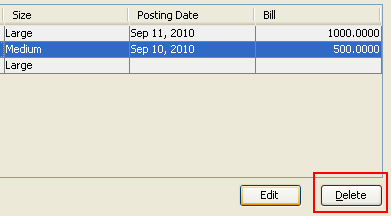 Size Posting Date Bill
Large Sep 11, 2010 1000.0000
Medium Sep 10, 2010 500.0000
Large
Edit Delete